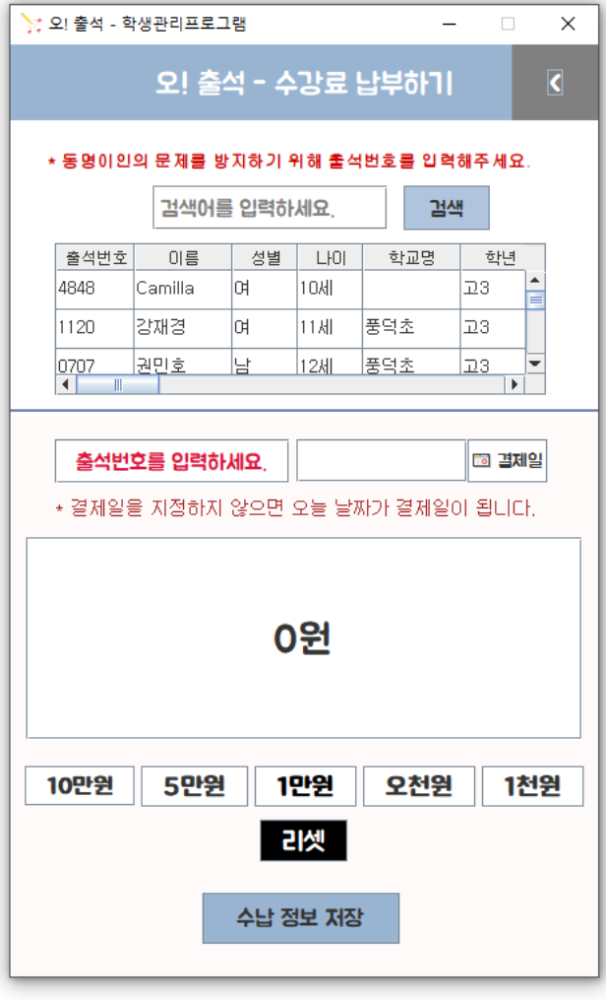 오! 출석 - 학생관리프로그램
오! 출석 - 수강료 납부하기
* 동명이인의 문제를 방지하기 위해 출석번호를 입력해주세요.
검색어를 입력하세요. 검색
출석번호 이름 성별 나이 학교명 학년
4848 Camilla 여 10세 고3
1120 강재경 여 11세 풍덕초 고3
0707 권민호 남 12세 풍덕초 고3
출석번호를 입력하세요. 결제일
* 결제일을 지정하지 않으면 오늘 날짜가 결제일이 됩니다.
0원
10만원 5만원 1만원 오천원 1천원
리셋
수납 정보 저장